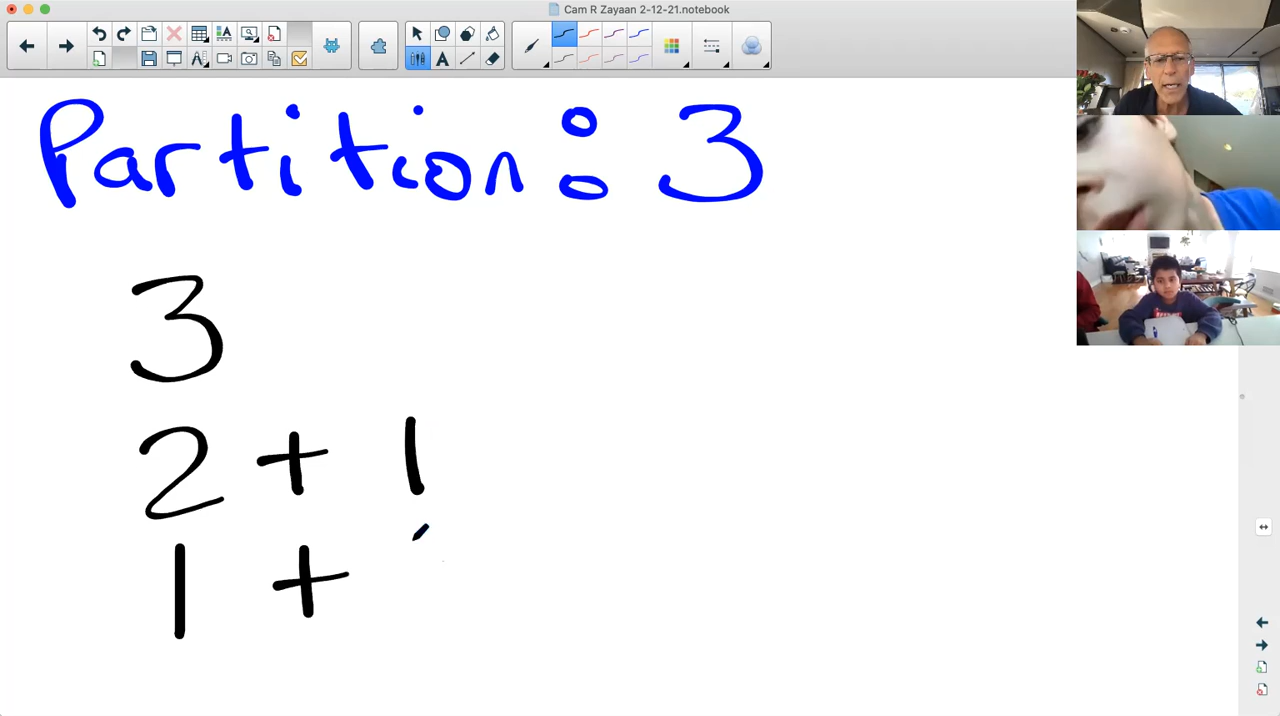 Cam R Zayaan 2-12-21.notebook
Partition: 3
3
2 + 1
1 +